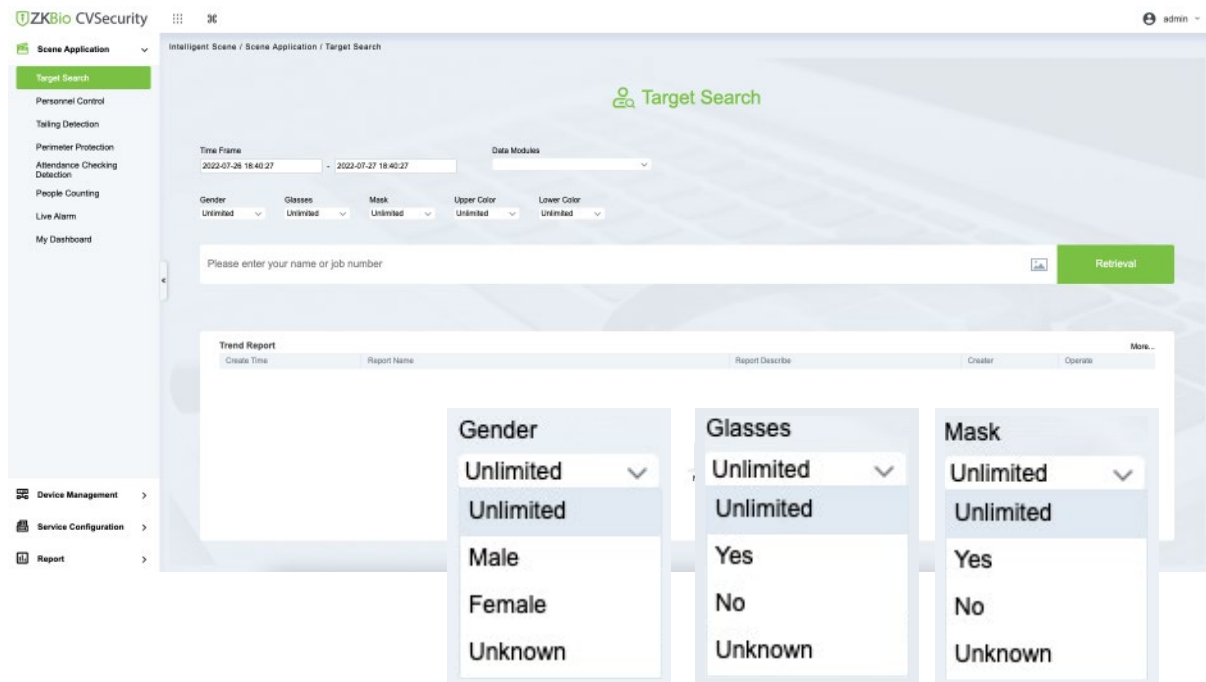 ZKBio CVSecurity
admin
Scene Application
Intelligent Scene / Scene Application / Target Search
Target Search
Personnel Control
Tailing Detection
Perimeter Protection
Attendance Checking
Detection
People Counting
Live Alarm
My Dashboard
Device Management
Service Configuration
Report
Target Search
Time Frame
Data Modules
2022-07-26 18:40:27 - 2022-07-27 18:40:27
Gender Glasses Mask Upper Color Lower Color
Unlimited Unlimited Unlimited Unlimited Unlimited
Please enter your name or job number
Retrieval
Trend Report
More...
Create Time Report Name Report Describe Creater Operate
Gender
Unlimited
Unlimited
Male
Female
Unknown
Glasses
Unlimited
Unlimited
Yes
No
Unknown
Mask
Unlimited
Unlimited
Yes
No
Unknown